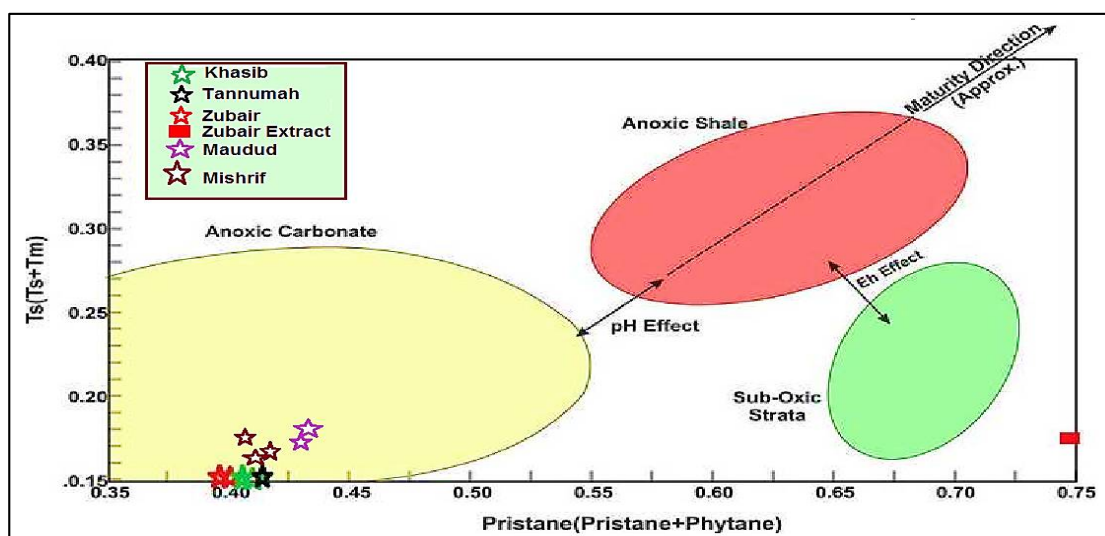 0.40
0.35
0.30
0.25
0.20
.0.15
Ts(Ts+Tm)
Khasib
Tannumah
Zubair
Zubair Extract
Maudud
Mishrif
Maturity Direction
(Approx.)
Anoxic Shale
Anoxic Carbonate
Eh Effect
pH Effect
Sub-Oxic
Strata
0.35
0.40
0.45
0.50
0.55
0.60
0.65
0.70
0.75
Pristane(Pristane+Phytane)